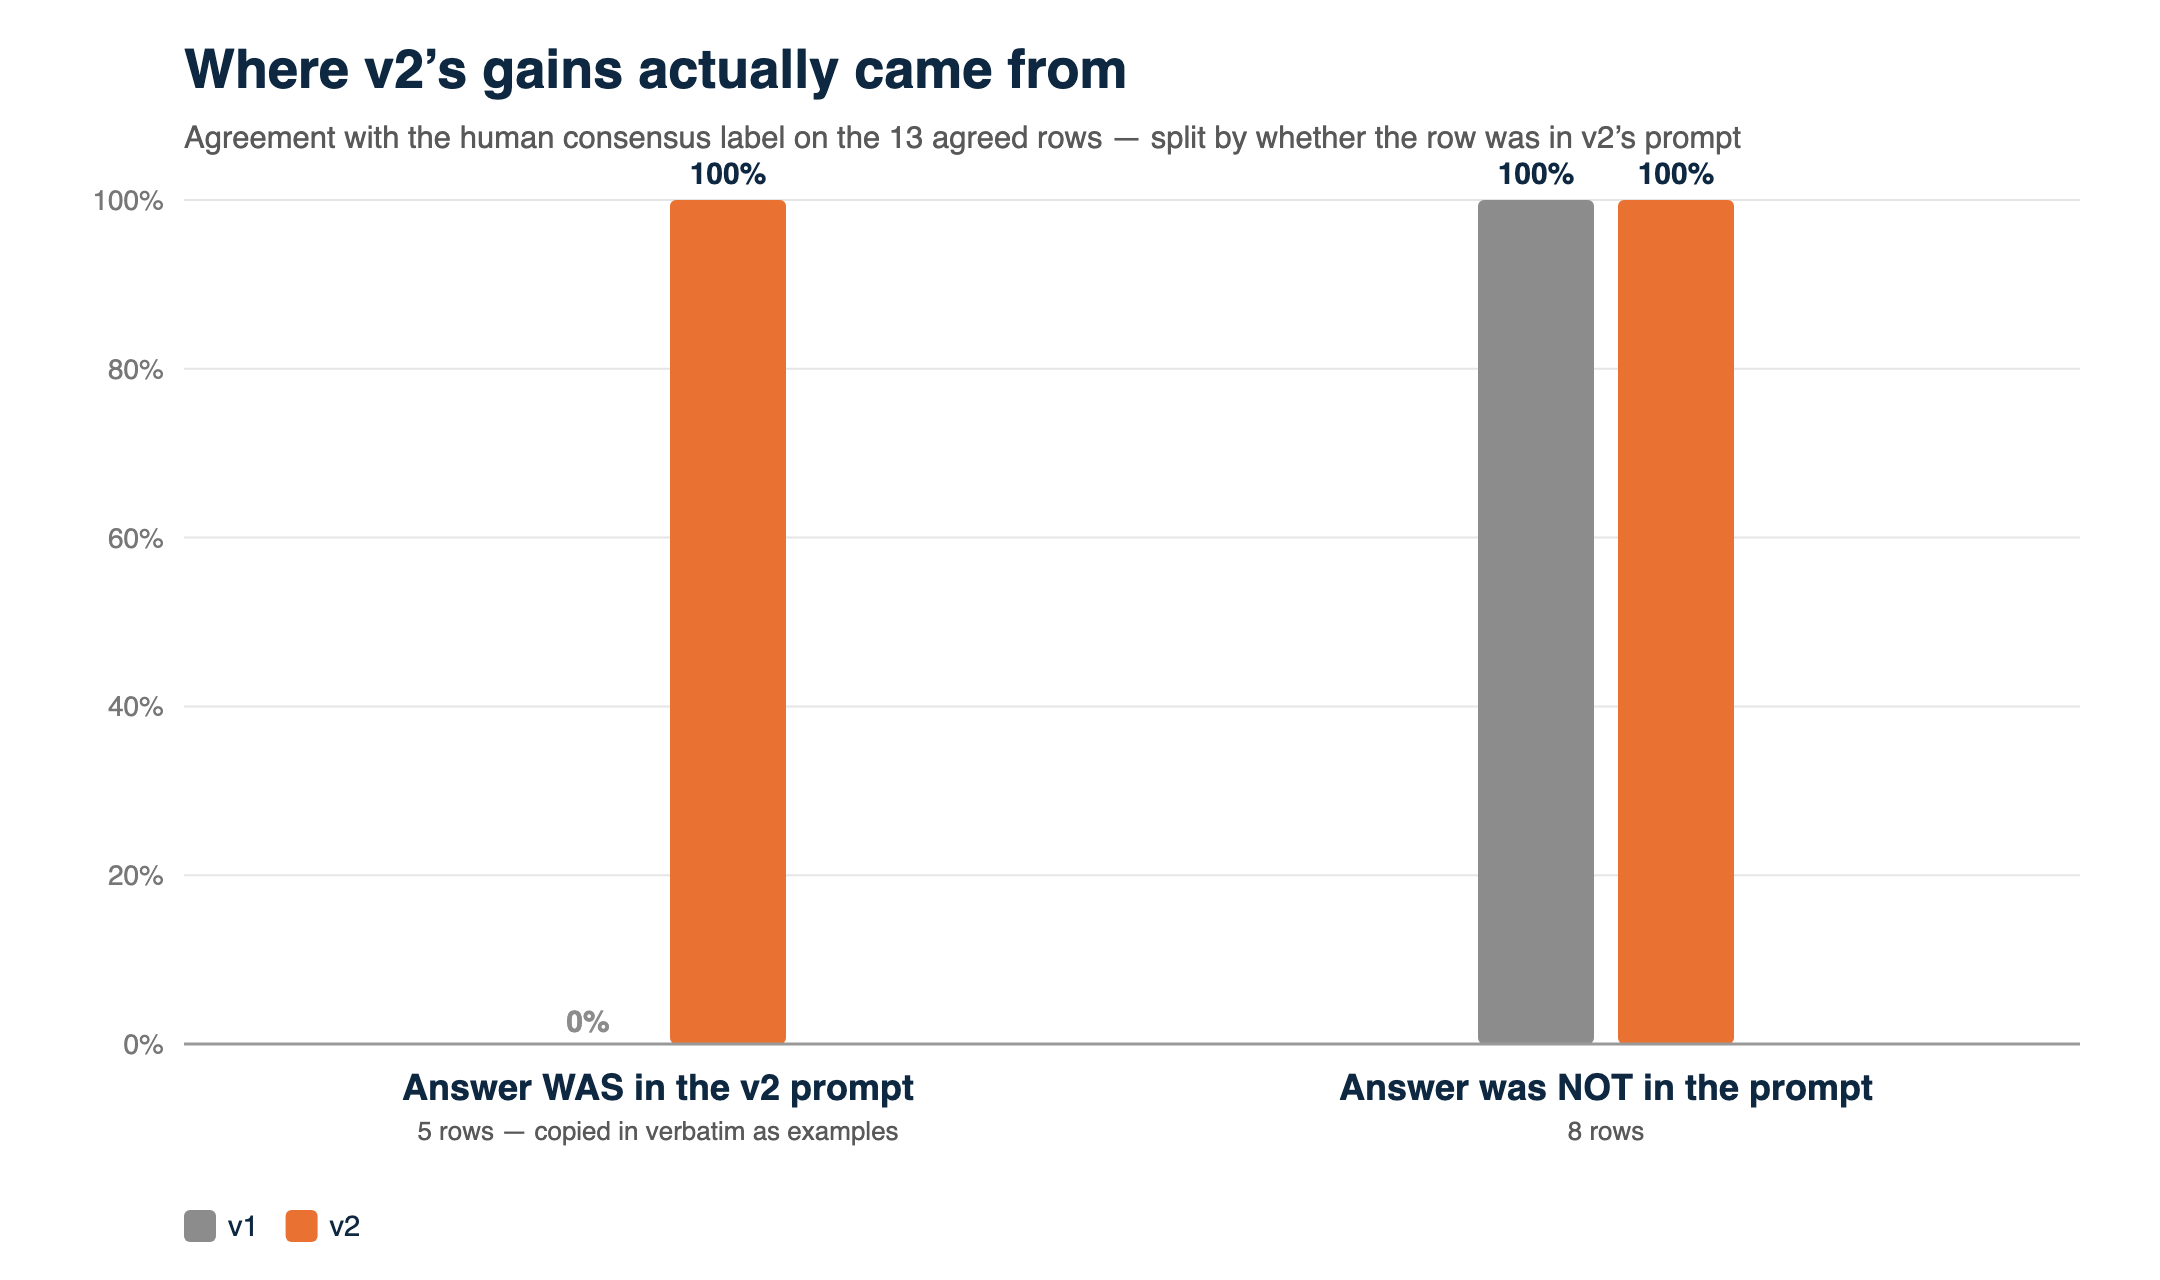 Where v2’s gains actually came from
Agreement with the human consensus label on the 13 agreed rows — split by whether the row was in v2’s prompt
100%
100% 100%
100%
80%
60%
40%
20%
0%
0%
Answer WAS in the v2 prompt
5 rows — copied in verbatim as examples
Answer was NOT in the prompt
8 rows
v1 v2